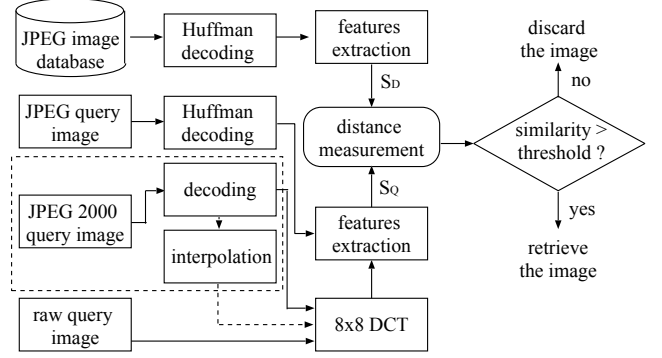 JPEG image
database
Huffman
decoding
features
extraction
discard
the image
SD
no
JPEG query
image
Huffman
decoding
distance
measurement
similarity >
threshold ?
JPEG 2000
query image
decoding
interpolation
SQ
features
extraction
yes
retrieve
the image
raw query
image
8x8 DCT